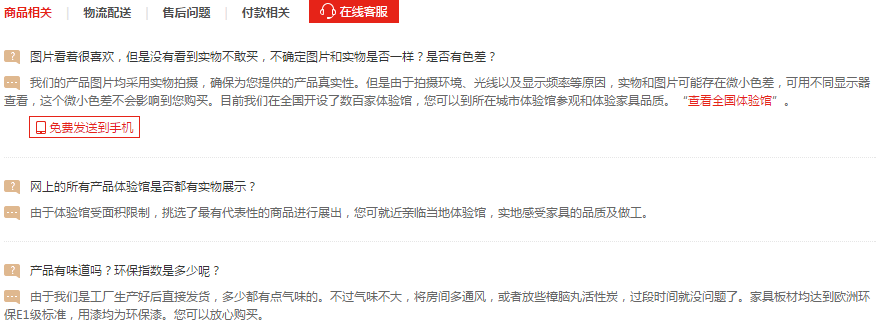 商品相关 物流配送 售后问题 付款相关 在线客服
图片看着很喜欢，但是没有看到实物不敢买，不确定图片和实物是否一样？是否有色差？
我们的产品图片均采用实物拍摄，确保为您提供的产品真实性。但是由于拍摄环境、光线以及显示频率等原因，实物和图片可能存在微小色差，可用不同显示器
查看，这个微小色差不会影响到您购买。目前我们在全国开设了数百家体验馆，您可以到所在城市体验馆参观和体验家具品质。“查看全国体验馆”。
免费发送到手机
网上的所有产品体验馆是否都有实物展示？
由于体验馆受面积限制，挑选了最有代表性的商品进行展出，您可就近亲临当地体验馆，实地感受家具的品质及做工。
产品有味道吗？环保指数是多少呢？
由于我们是工厂生产好后直接发货，多少都有点气味的。不过气味不大，将房间多通风，或者放些樟脑丸活性炭，过段时间就没问题了。家具板材均达到欧洲环
保E1级标准，用漆均为环保漆。您可以放心购买。